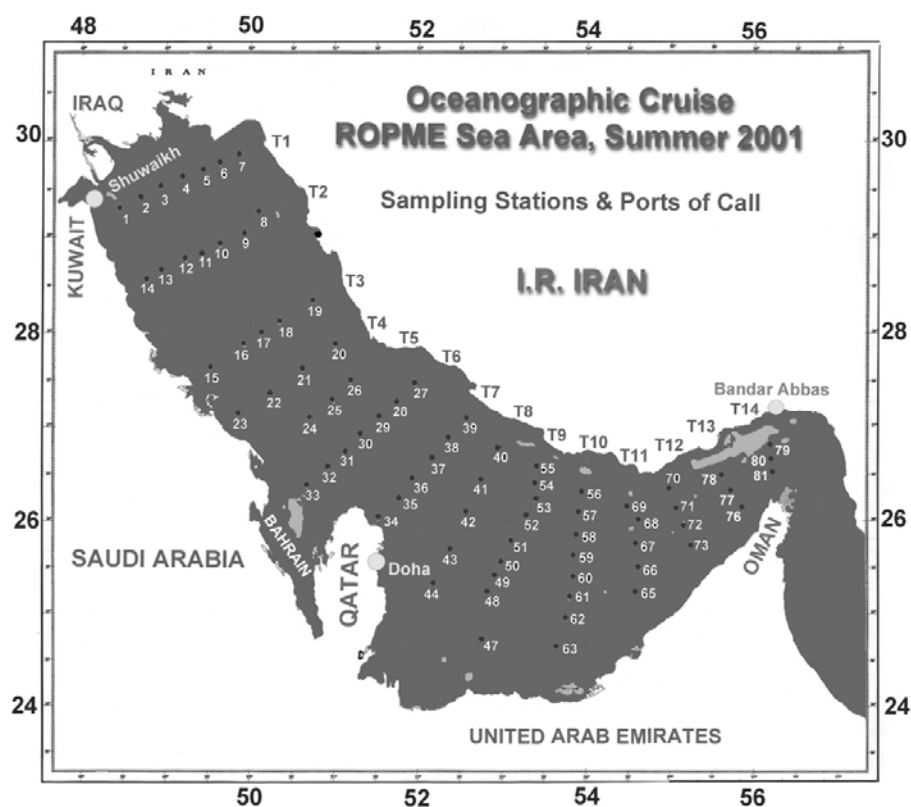 48 50 52 54 56
I R A N
IRAQ
Oceanographic Cruise
ROPME Sea Area, Summer 2001
30 30
T1
Shuwaikh
7
6
5
4
3
2
1
T2
Sampling Stations & Ports of Call
KUWAIT
8
9
10
11
12
13
14
I.R. IRAN
T3
19
18
17
16
15
28 28
T4
20
21
22
23
T5
27
26
25
24
T6
28
29
30
31
32
33
T7
39
38
37
36
35
34
T8
40
41
42
43
44
T9
55
54
53
52
51
50
49
48
47
T10
56
57
58
59
60
61
62
63
T11
69
68
67
66
65
T12
70
71
72
73
T13
78
77
76
T14
Bandar Abbas
79
80
81
26 26
SAUDI ARABIA
BAHRAIN
QATAR
Doha
OMAN
24 24
UNITED ARAB EMIRATES
50 52 54 56